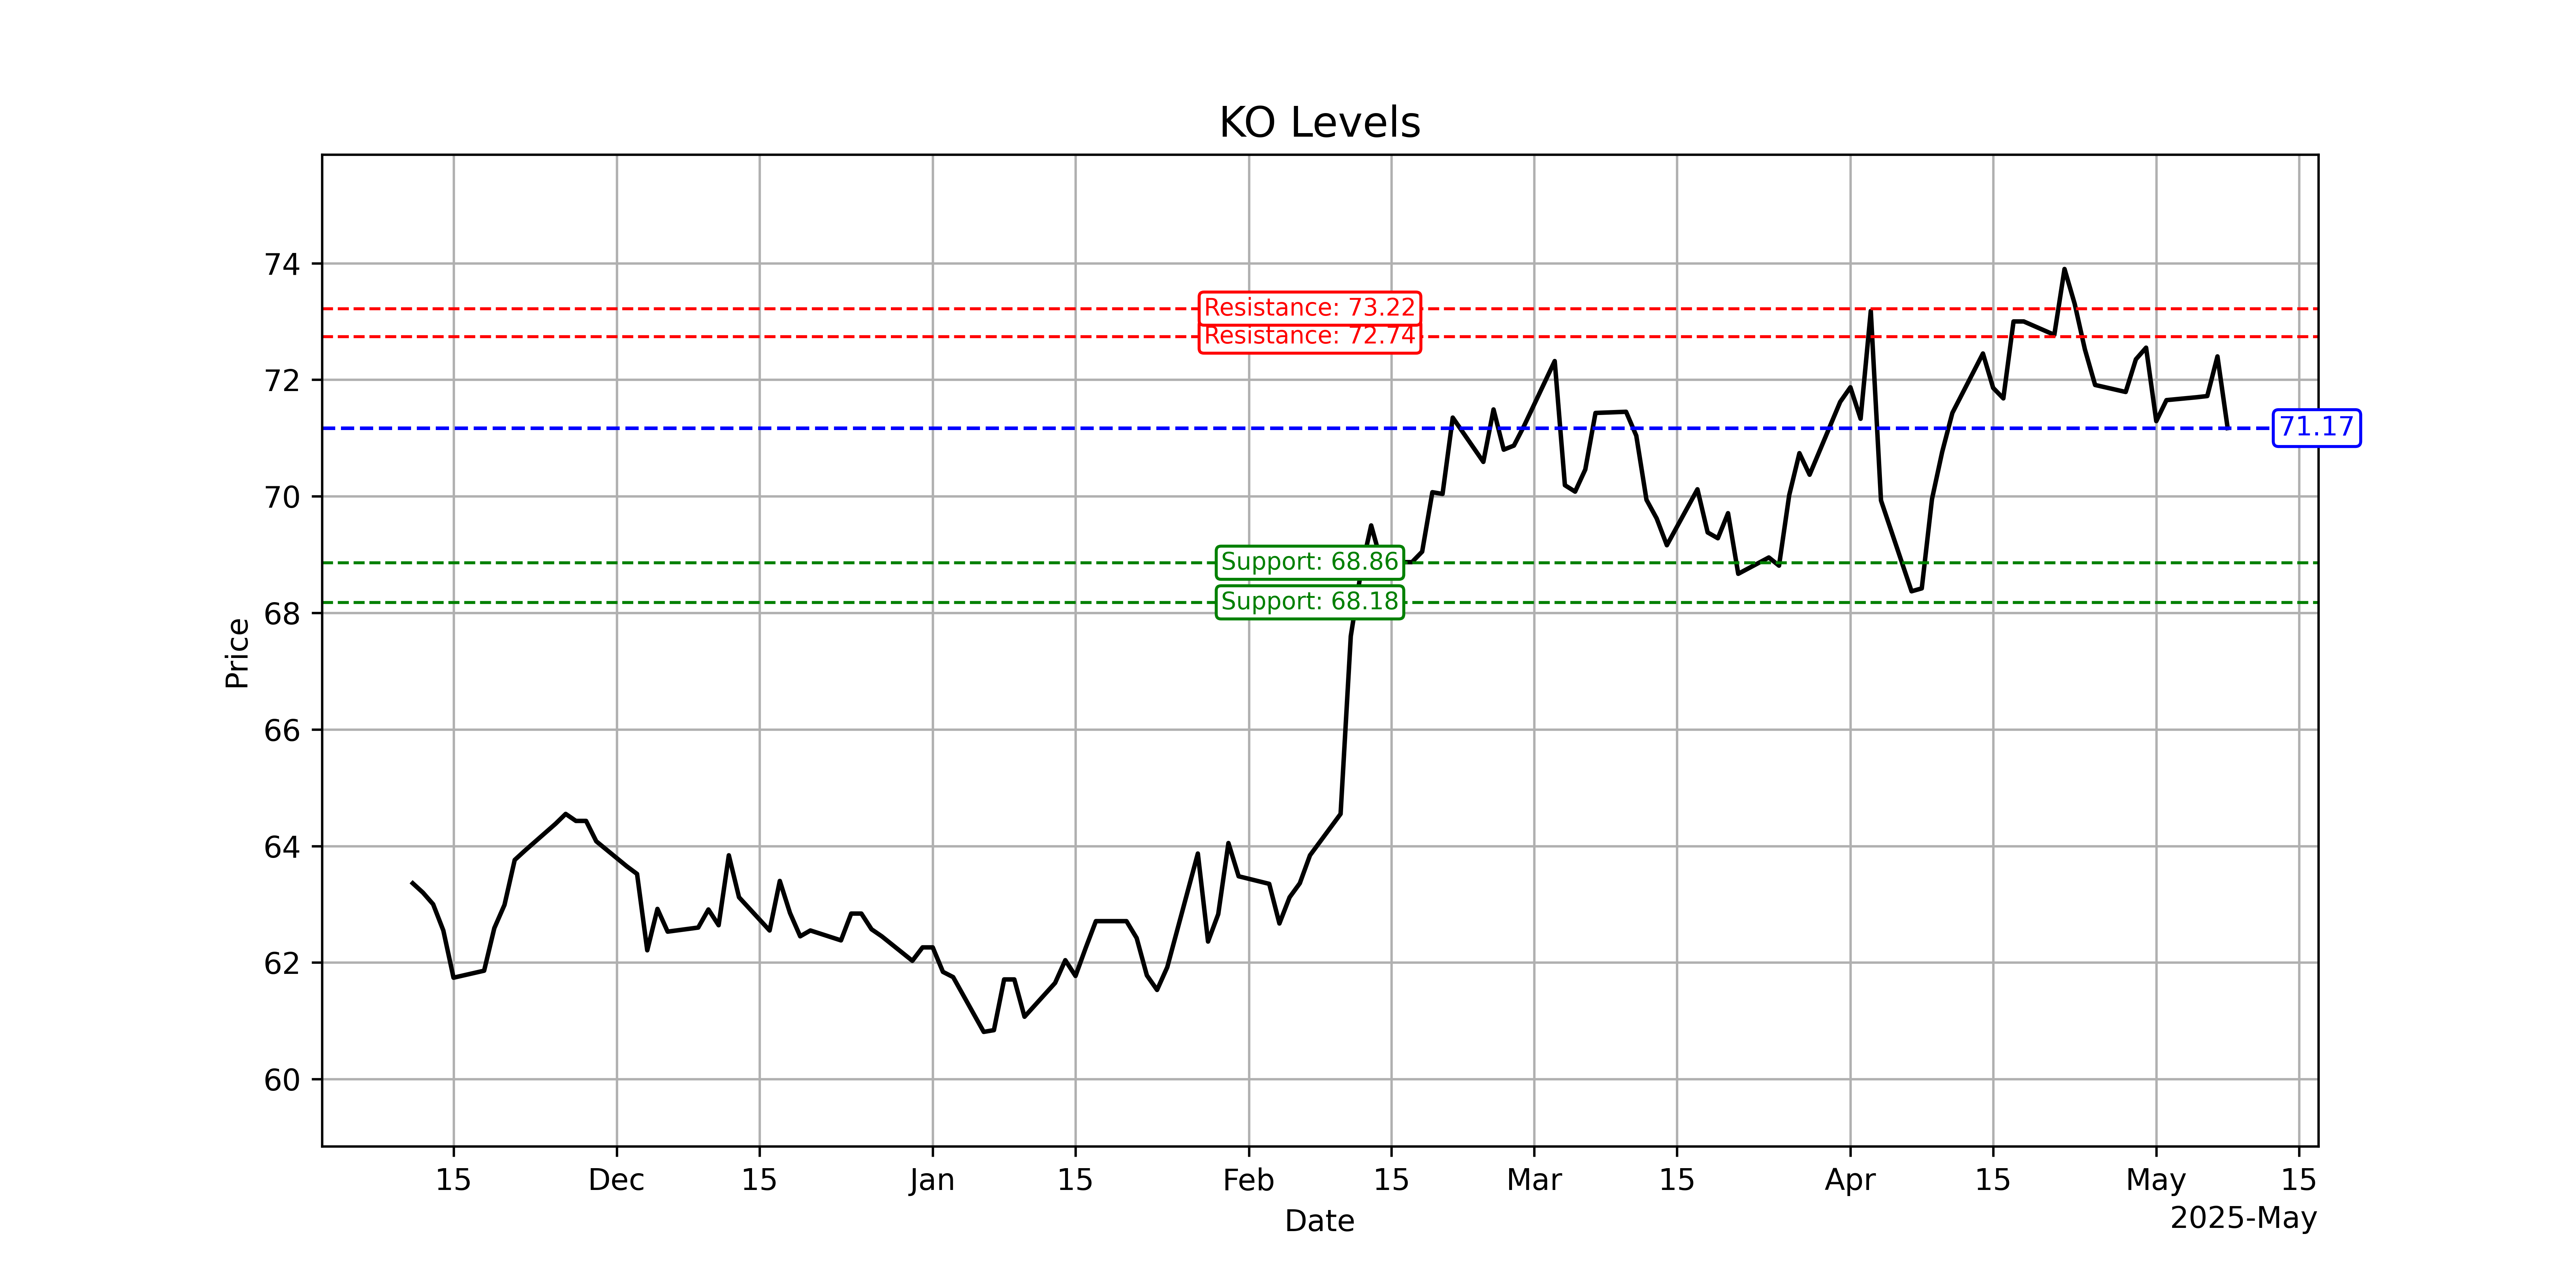 KO Levels
74
Resistance: 73.22
Resistance: 72.74
72
71.17
70
Support: 68.86
Support: 68.18
68
Price
66
64
62
60
15 Dec 15 Jan 15 Feb 15 Mar 15 Apr 15 May 15
Date
2025-May